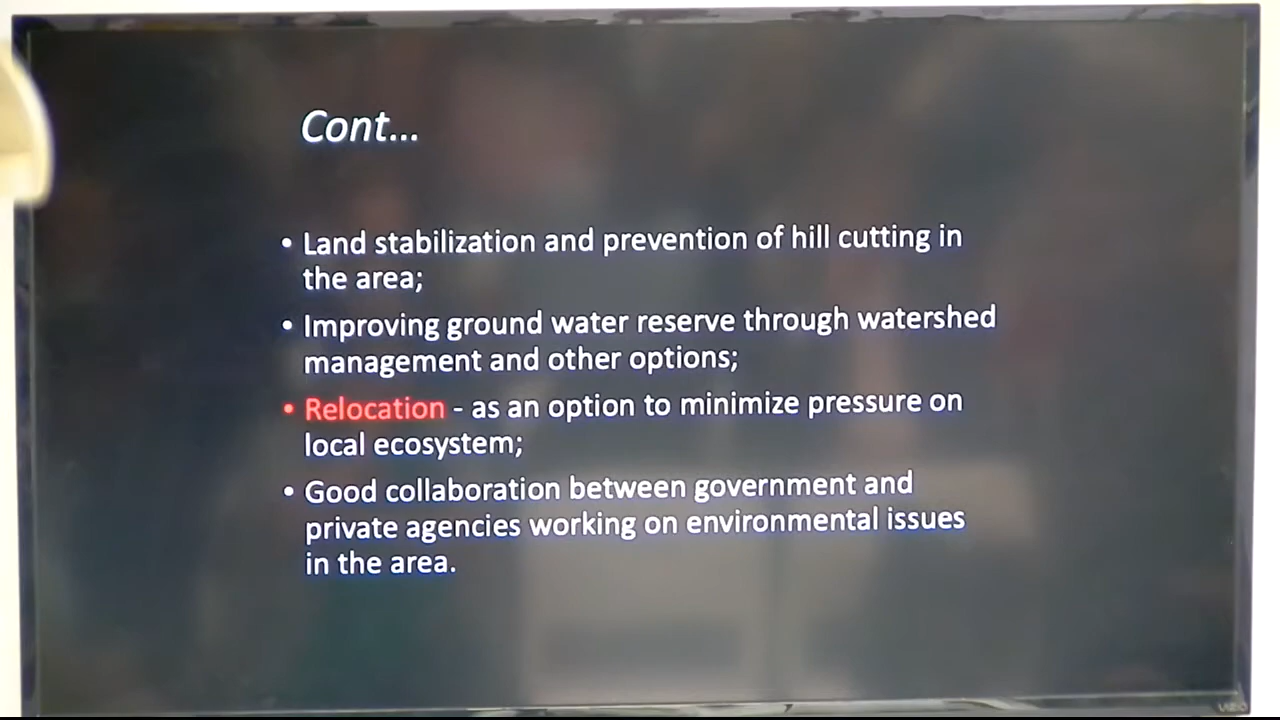 Cont...
• Land stabilization and prevention of hill cutting in
the area;
• Improving ground water reserve through watershed
management and other options;
• Relocation - as an option to minimize pressure on
local ecosystem;
• Good collaboration between government and
private agencies working on environmental issues
in the area.
VIZIO